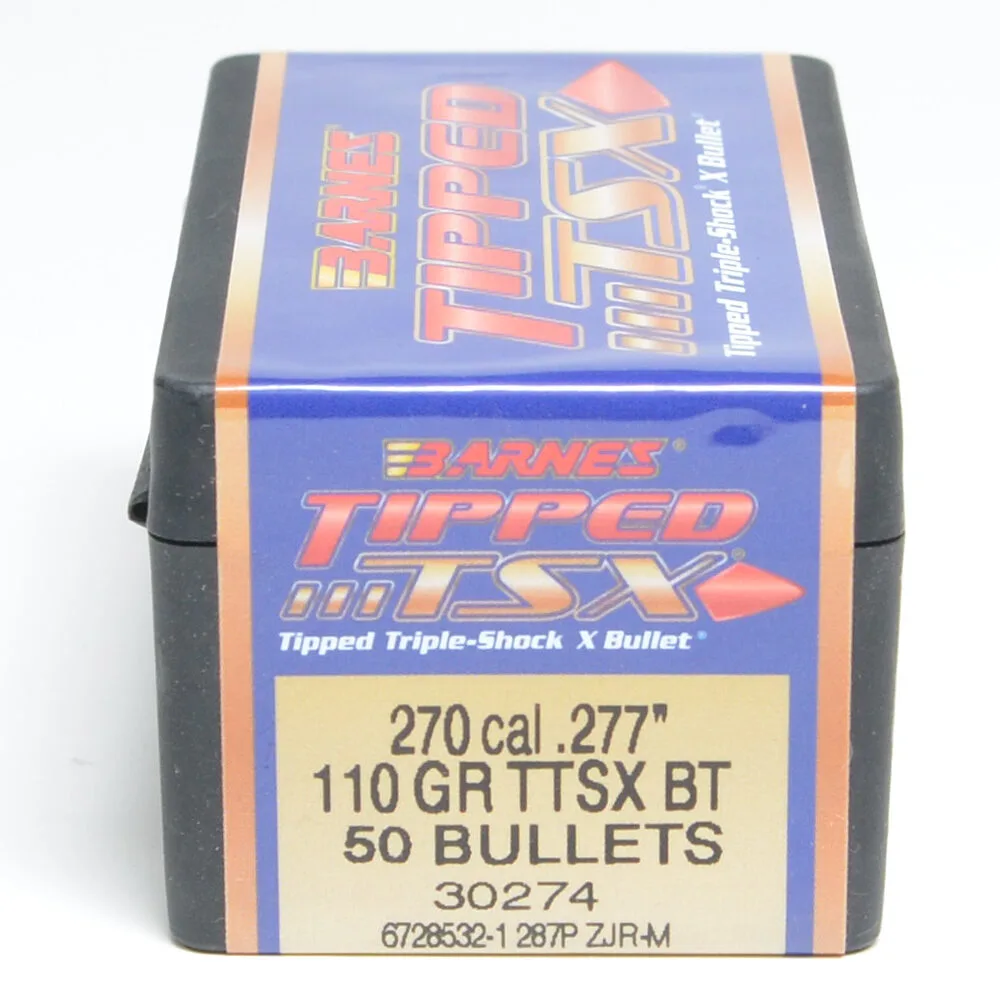 BARNES
TIPPED
TSX
Tipped Triple-Shock® X Bullet
BARNES®
TIPPED
TSX®
Tipped Triple-Shock X Bullet®
270 cal .277"
110 GR TTSX BT
50 BULLETS
30274
6728532-1 287P ZJR-M